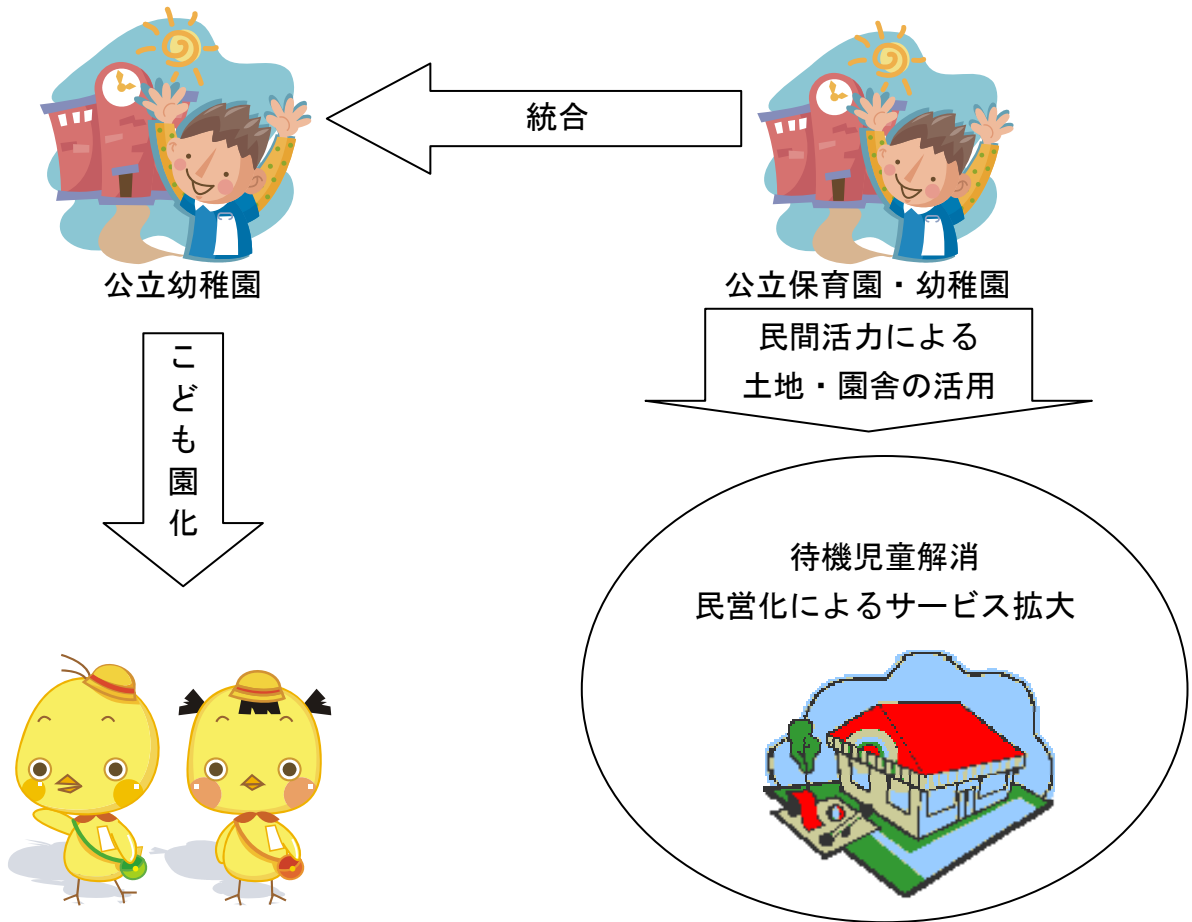 統合
公立幼稚園
公立保育園・幼稚園
こども園化
民間活力による
土地・園舎の活用
待機児童解消
民営化によるサービス拡大